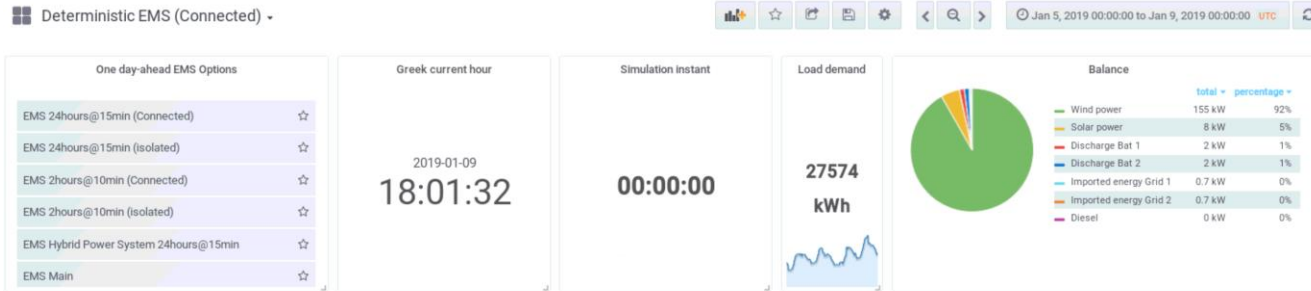 Deterministic EMS (Connected)
Jan 5, 2019 00:00:00 to Jan 9, 2019 00:00:00 UTC
One day-ahead EMS Options
EMS 24hours@15min (Connected)
EMS 24hours@15min (isolated)
EMS 2hours@10min (Connected)
EMS 2hours@10min (isolated)
EMS Hybrid Power System 24hours@15min
EMS Main
Greek current hour
2019-01-09
18:01:32
Simulation instant
00:00:00
Load demand
27574
kWh
Balance
total percentage
Wind power 155 kW 92%
Solar power 8 kW 5%
Discharge Bat 1 2 kW 1%
Discharge Bat 2 2 kW 1%
Imported energy Grid 1 0.7 kW 0%
Imported energy Grid 2 0.7 kW 0%
Diesel 0 kW 0%